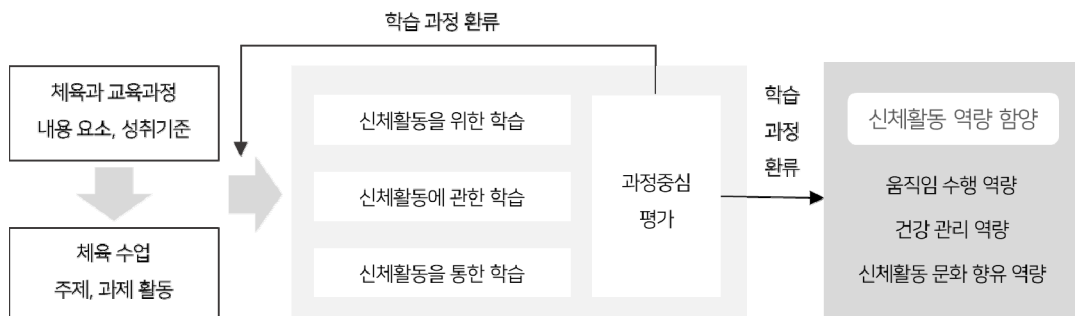 학습 과정 환류
체육과 교육과정
내용 요소, 성취기준
체육 수업
주제, 과제 활동
신체활동을 위한 학습
신체활동에 관한 학습
신체활동을 통한 학습
과정중심
평가
학습
과정
환류
신체활동 역량 함양
움직임 수행 역량
건강 관리 역량
신체활동 문화 향유 역량